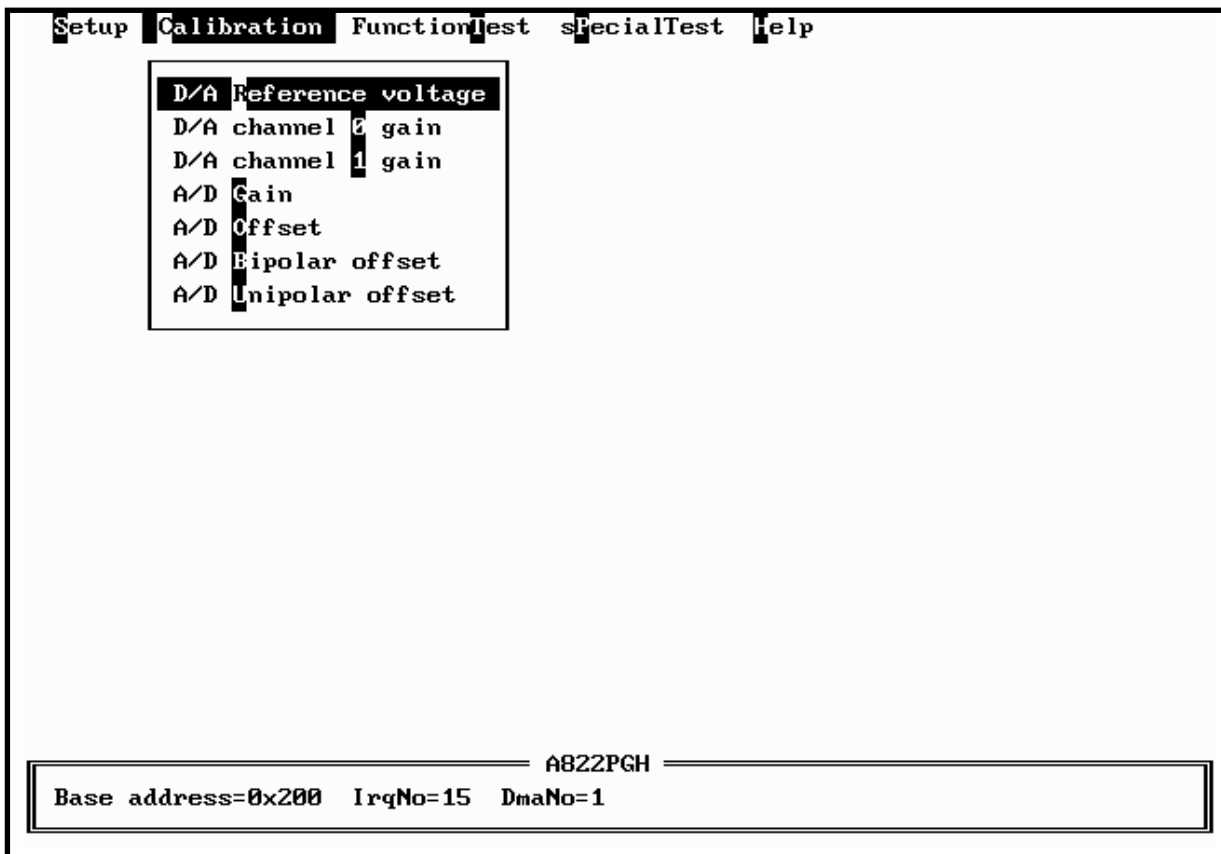 Setup Calibration FunctionTest sPecialTest Help
D/A Reference voltage
D/A channel 0 gain
D/A channel 1 gain
A/D Gain
A/D Offset
A/D Bipolar offset
A/D Unipolar offset
A822PGH
Base address=0x200 IrqNo=15 DmaNo=1